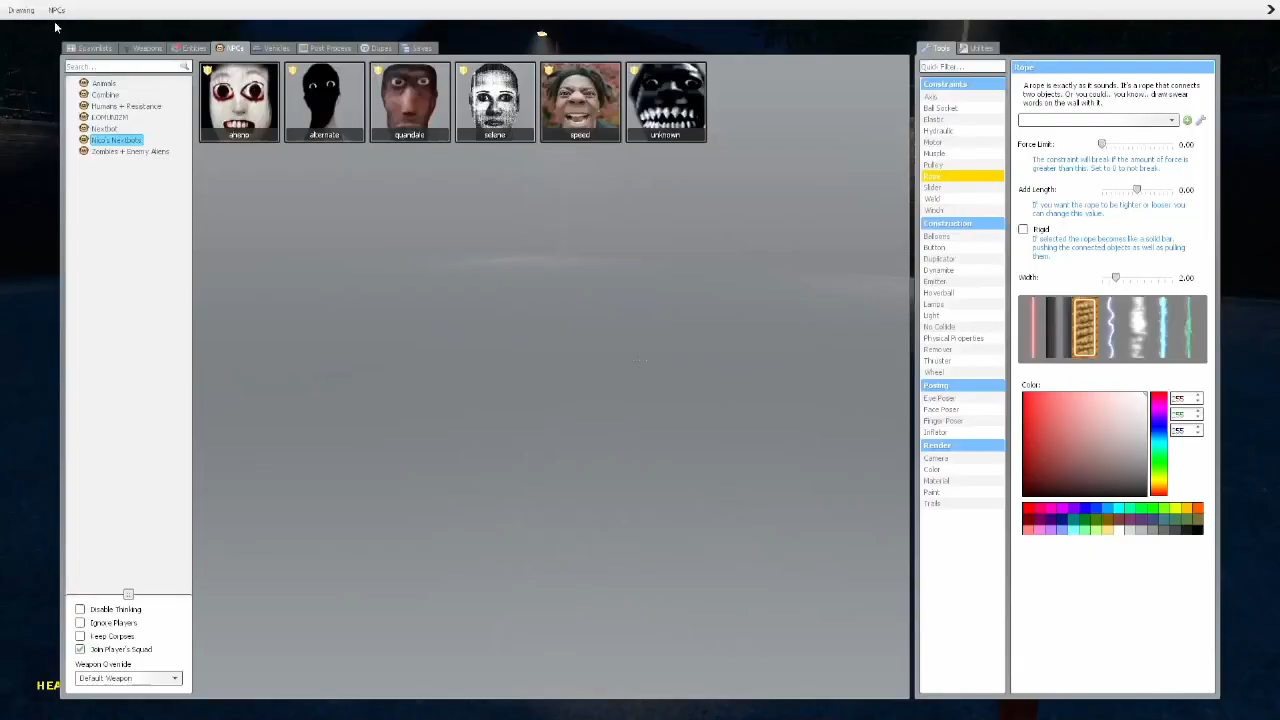 Drawing NPCs
Spawnlists Weapons Entities NPCs Vehicles Post Process Dupes Saves
Search...
Animals
Combine
Humans + Resistance
KOMUNIZM
Nextbot
Nico's Nextbots
Zombies + Enemy Aliens
alternate quandale selene speed unknown
Disable Thinking
Ignore Players
Keep Corpses
Join Player's Squad
Weapon Override
Default Weapon
HEA
Tools Utilities
Quick Filter...
Constraints
Axis
Ball Socket
Elastic
Hydraulic
Motor
Muscle
Pulley
Rope
Slider
Weld
Winch
Construction
Balloons
Button
Duplicator
Dynamite
Emitter
Hoverball
Lamps
Light
No Collide
Physical Properties
Remover
Thruster
Wheel
Posing
Eye Poser
Face Poser
Finger Poser
Inflator
Render
Camera
Color
Material
Paint
Trails
Rope
A rope is exactly as it sounds. It's a rope that connects
two objects. Or you could.. you know.. draw swear
words on the wall with it.
Force Limit: 0.00
The constraint will break if the amount of force is
greater than this. Set to 0 to not break.
Add Length: 0.00
If you want the rope to be tighter or looser you
can change this value.
Rigid
If selected the rope becomes like a solid bar,
pushing the connected objects as well as pulling
them.
Width: 2.00
Color:
255
255
255